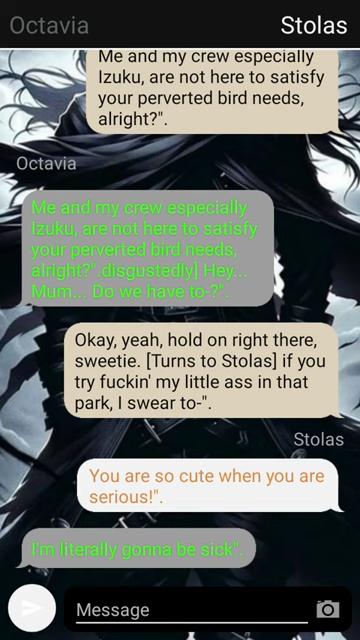 Octavia
Stolas
Me and my crew especially
Izuku, are not here to satisfy
your perverted bird needs,
alright?".
Octavia
Me and my crew especially
Izuku, are not here to satisfy
your perverted bird needs,
alright?".disgustedly] Hey...
Mum... Do we have to-?".
Okay, yeah, hold on right there,
sweetie. [Turns to Stolas] if you
try fuckin' my little ass in that
park, I swear to-".
Stolas
You are so cute when you are
serious!".
I'm literally gonna be sick".
Message